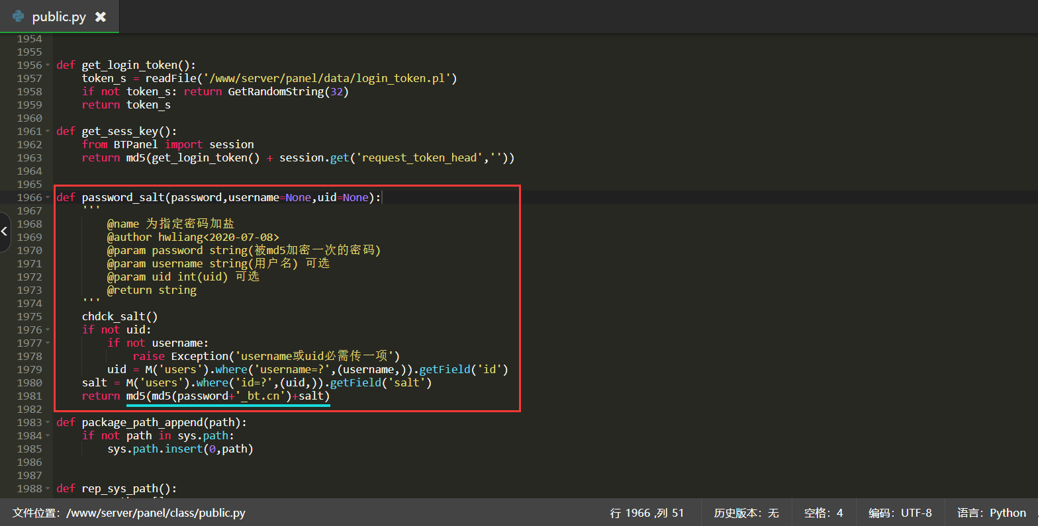 public.py ✖
1954
1955
1956 def get_login_token():
1957     token_s = readFile('/www/server/panel/data/login_token.pl')
1958     if not token_s: return GetRandomString(32)
1959     return token_s
1960
1961 def get_sess_key():
1962     from BTPanel import session
1963     return md5(get_login_token() + session.get('request_token_head',''))
1964
1965
1966 def password_salt(password,username=None,uid=None):
1967     '''
1968         @name 为指定密码加盐
1969         @author hwliang<2020-07-08>
1970         @param password string(被md5加密一次的密码)
1971         @param username string(用户名) 可选
1972         @param uid int(uid) 可选
1973         @return string
1974     '''
1975     chdck_salt()
1976     if not uid:
1977         if not username:
1978             raise Exception('username或uid必需传一项')
1979         uid = M('users').where('username=?',(username,)).getField('id')
1980     salt = M('users').where('id=?',(uid,)).getField('salt')
1981     return md5(md5(password+'_bt.cn')+salt)
1982
1983 def package_path_append(path):
1984     if not path in sys.path:
1985         sys.path.insert(0,path)
1986
1987
1988 def rep_sys_path():
文件位置：/www/server/panel/class/public.py 行 1966 ,列 51 历史版本：无 空格：4 编码：UTF-8 语言：Python